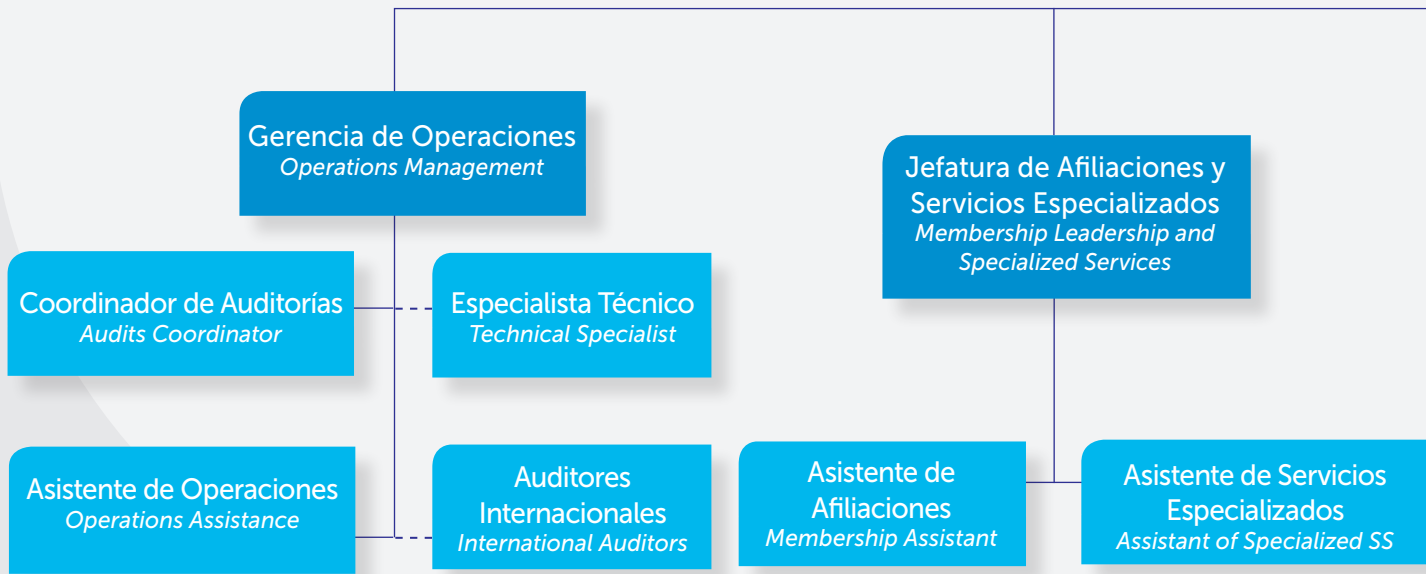 Gerencia de Operaciones
Operations Management
Jefatura de Afiliaciones y
Servicios Especializados
Membership Leadership and
Specialized Services
Coordinador de Auditorías
Audits Coordinator
Especialista Técnico
Technical Specialist
Asistente de Operaciones
Operations Assistance
Auditores
Internacionales
International Auditors
Asistente de
Afiliaciones
Membership Assistant
Asistente de Servicios
Especializados
Assistant of Specialized SS